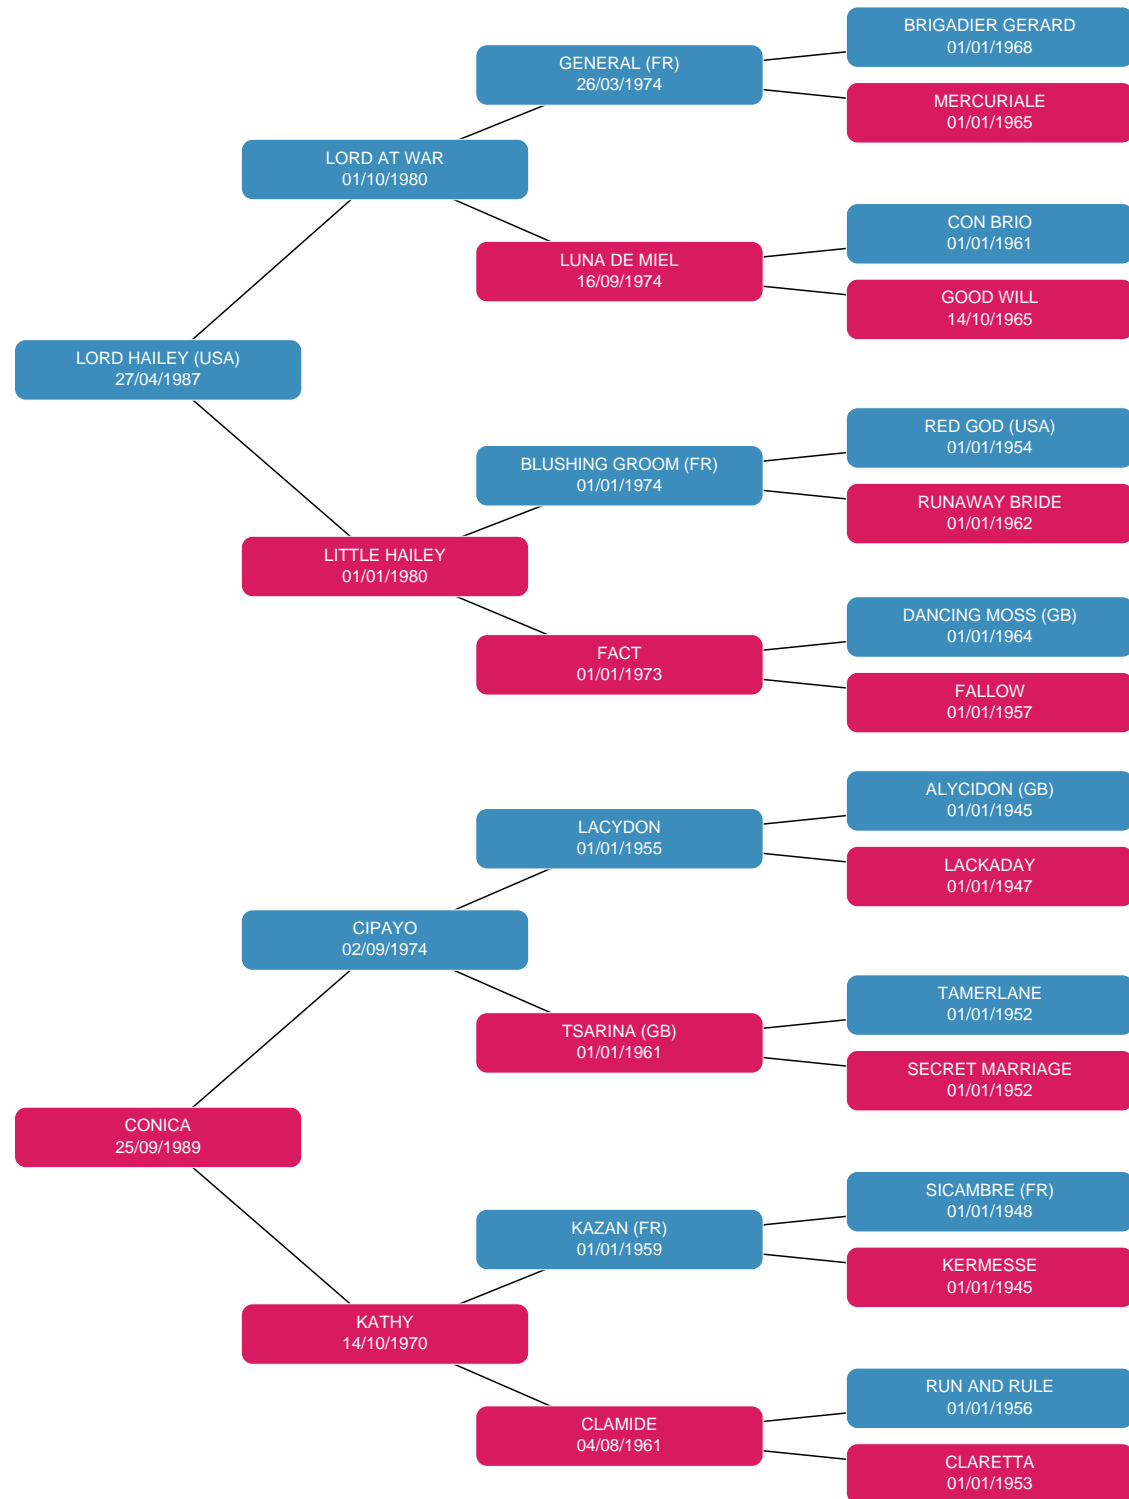 BRIGADIER GERARD
01/01/1968
GENERAL (FR)
26/03/1974
MERCURIALE
01/01/1965
LORD AT WAR
01/10/1980
CON BRIO
01/01/1961
LUNA DE MIEL
16/09/1974
GOOD WILL
14/10/1965
LORD HAILEY (USA)
27/04/1987
RED GOD (USA)
01/01/1954
BLUSHING GROOM (FR)
01/01/1974
RUNAWAY BRIDE
01/01/1962
LITTLE HAILEY
01/01/1980
DANCING MOSS (GB)
01/01/1964
FACT
01/01/1973
FALLOW
01/01/1957
ALYCIDON (GB)
01/01/1945
LACYDON
01/01/1955
LACKADAY
01/01/1947
CIPAYO
02/09/1974
TAMERLANE
01/01/1952
TSARINA (GB)
01/01/1961
SECRET MARRIAGE
01/01/1952
CONICA
25/09/1989
SICAMBRE (FR)
01/01/1948
KAZAN (FR)
01/01/1959
KERMESSE
01/01/1945
KATHY
14/10/1970
RUN AND RULE
01/01/1956
CLAMIDE
04/08/1961
CLARETTA
01/01/1953